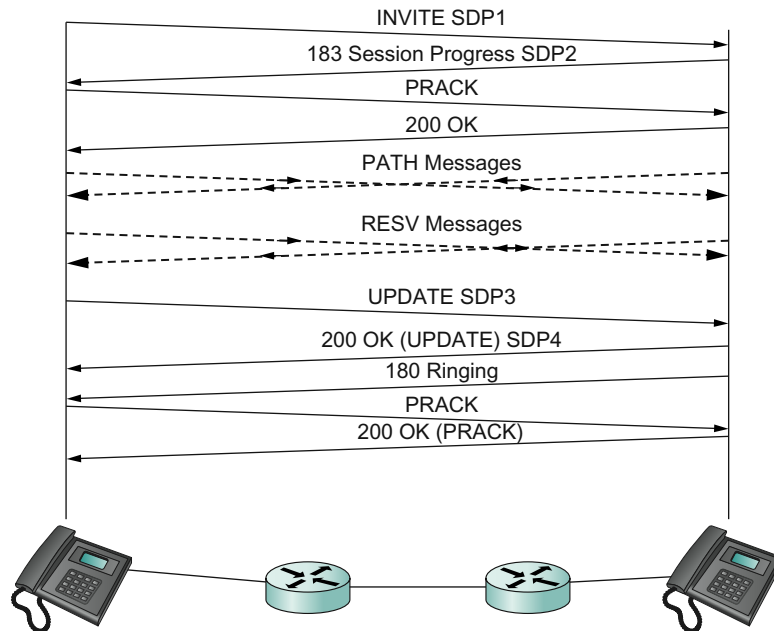 INVITE SDP1
183 Session Progress SDP2
PRACK
200 OK
PATH Messages
RESV Messages
UPDATE SDP3
200 OK (UPDATE) SDP4
180 Ringing
PRACK
200 OK (PRACK)